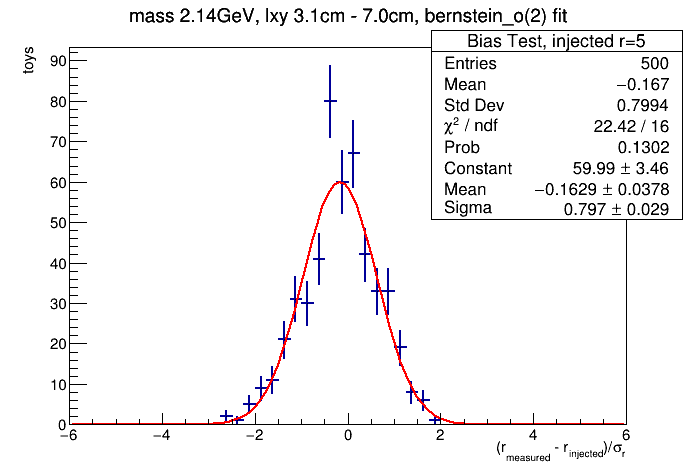 mass 2.14GeV, lxy 3.1cm - 7.0cm, bernstein_o(2) fit
toys
Bias Test, injected r=5
Entries 500
Mean −0.167
Std Dev 0.7994
χ² / ndf 22.42 / 16
Prob 0.1302
Constant 59.99 ± 3.46
Mean −0.1629 ± 0.0378
Sigma 0.797 ± 0.029
90
80
70
60
50
40
30
20
10
0
−6 −4 −2 0 2 4 6
(r_measured - r_injected)/σ_r